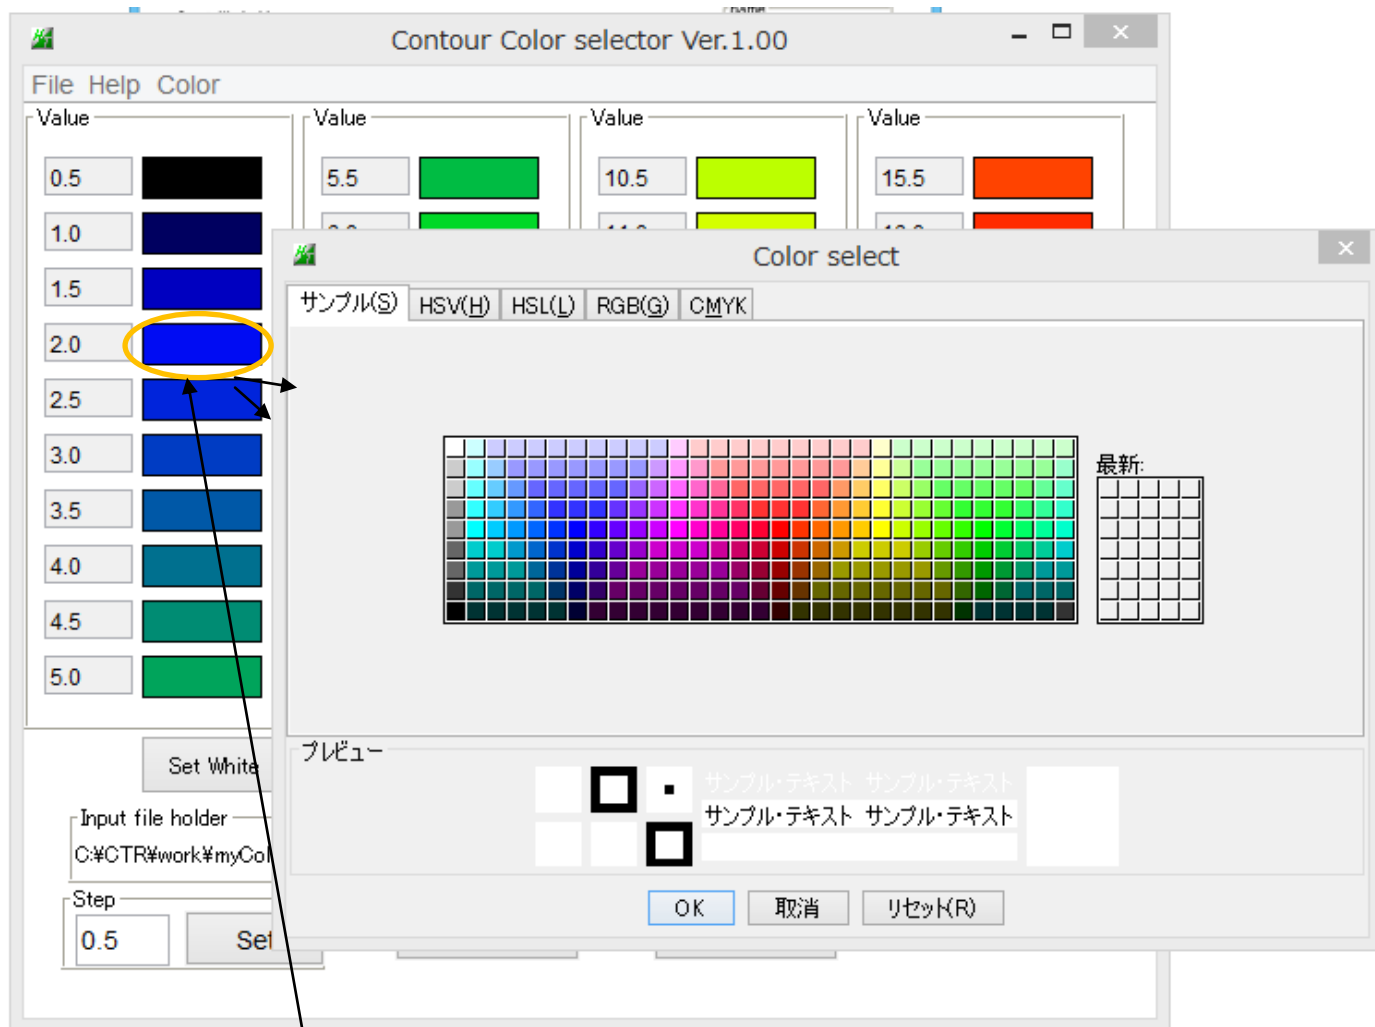 name
Contour Color selector Ver.1.00
File Help Color
Value Value Value Value
0.5 5.5 10.5 15.5
1.0
1.5
2.0
2.5
3.0
3.5
4.0
4.5
5.0
Color select
サンプル(S) HSV(H) HSL(L) RGB(G) CMYK
最新:
プレビュー
サンプル・テキスト サンプル・テキスト
サンプル・テキスト サンプル・テキスト
OK 取消 リセット(R)
Set White
Input file holder
C:¥CTR¥work¥myCol
Step
0.5 Set